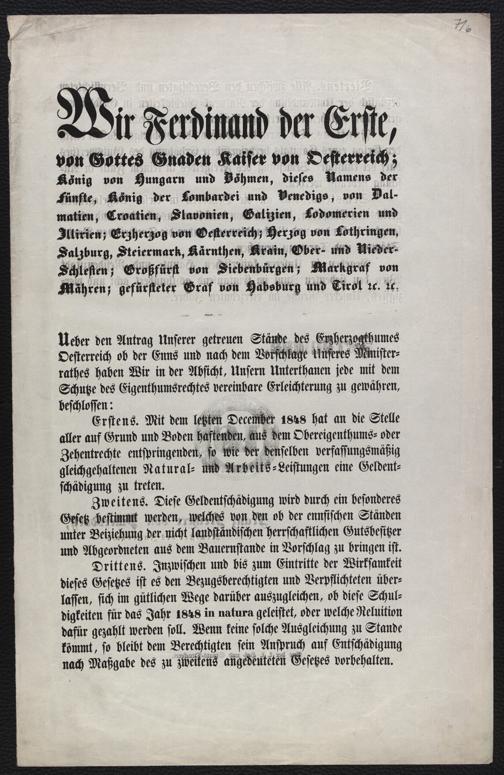 7/6
Wir Ferdinand der Erste,
von Gottes Gnaden Kaiser von Oesterreich;
König von Hungarn und Böhmen, dieses Namens der
Fünfte, König der Lombardei und Venedigs, von Dal-
matien, Croatien, Slavonien, Galizien, Lodomerien und
Illirien; Erzherzog von Oesterreich; Herzog von Lothringen,
Salzburg, Steiermark, Kärnthen, Krain, Ober- und Nieder-
Schlesien; Großfürst von Siebenbürgen; Markgraf von
Mähren; gefürsteter Graf von Habsburg und Tirol ꝛc. ꝛc.
Ueber den Antrag Unserer getreuen Stände des Erzherzogthumes
Oesterreich ob der Enns und nach dem Vorschlage Unseres Minister-
rathes haben Wir in der Absicht, Unsern Unterthanen jede mit dem
Schutze des Eigenthumsrechtes vereinbare Erleichterung zu gewähren,
beschlossen:
Erstens. Mit dem letzten December 1848 hat an die Stelle
aller auf Grund und Boden haftenden, aus dem Obereigenthums- oder
Zehentrechte entspringenden, so wie der denselben verfassungsmäßig
gleichgehaltenen Natural- und Arbeits-Leistungen eine Geldent-
schädigung zu treten.
Zweitens. Diese Geldentschädigung wird durch ein besonderes
Gesetz bestimmt werden, welches von den ob der ennsischen Ständen
unter Beiziehung der nicht landständischen herrschaftlichen Gutsbesitzer
und Abgeordneten aus dem Bauernstande in Vorschlag zu bringen ist.
Drittens. Inzwischen und bis zum Eintritte der Wirksamkeit
dieses Gesetzes ist es den Bezugsberechtigten und Verpflichteten über-
lassen, sich im gütlichen Wege darüber auszugleichen, ob diese Schul-
digkeiten für das Jahr 1848 in natura geleistet, oder welche Reluition
dafür gezahlt werden soll. Wenn keine solche Ausgleichung zu Stande
kömmt, so bleibt dem Berechtigten sein Anspruch auf Entschädigung
nach Maßgabe des zu zweitens angedeuteten Gesetzes vorbehalten.